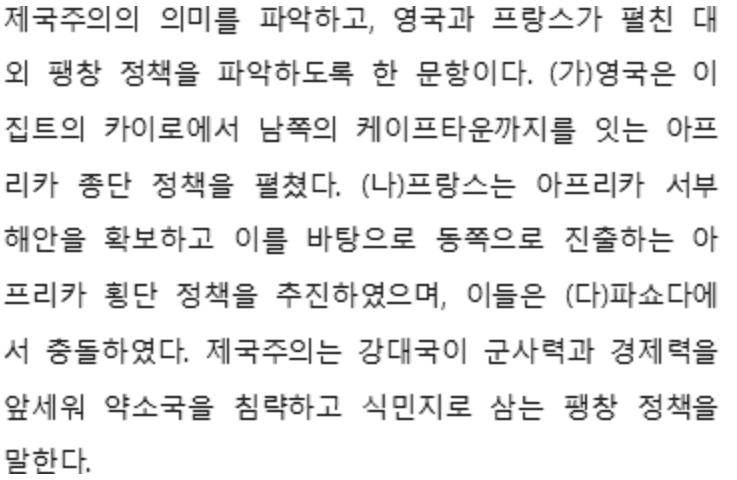 제국주의의 의미를 파악하고, 영국과 프랑스가 펼친 대
외 팽창 정책을 파악하도록 한 문항이다. (가)영국은 이
집트의 카이로에서 남쪽의 케이프타운까지를 잇는 아프
리카 종단 정책을 펼쳤다. (나)프랑스는 아프리카 서부
해안을 확보하고 이를 바탕으로 동쪽으로 진출하는 아
프리카 횡단 정책을 추진하였으며, 이들은 (다)파쇼다에
서 충돌하였다. 제국주의는 강대국이 군사력과 경제력을
앞세워 약소국을 침략하고 식민지로 삼는 팽창 정책을
말한다.